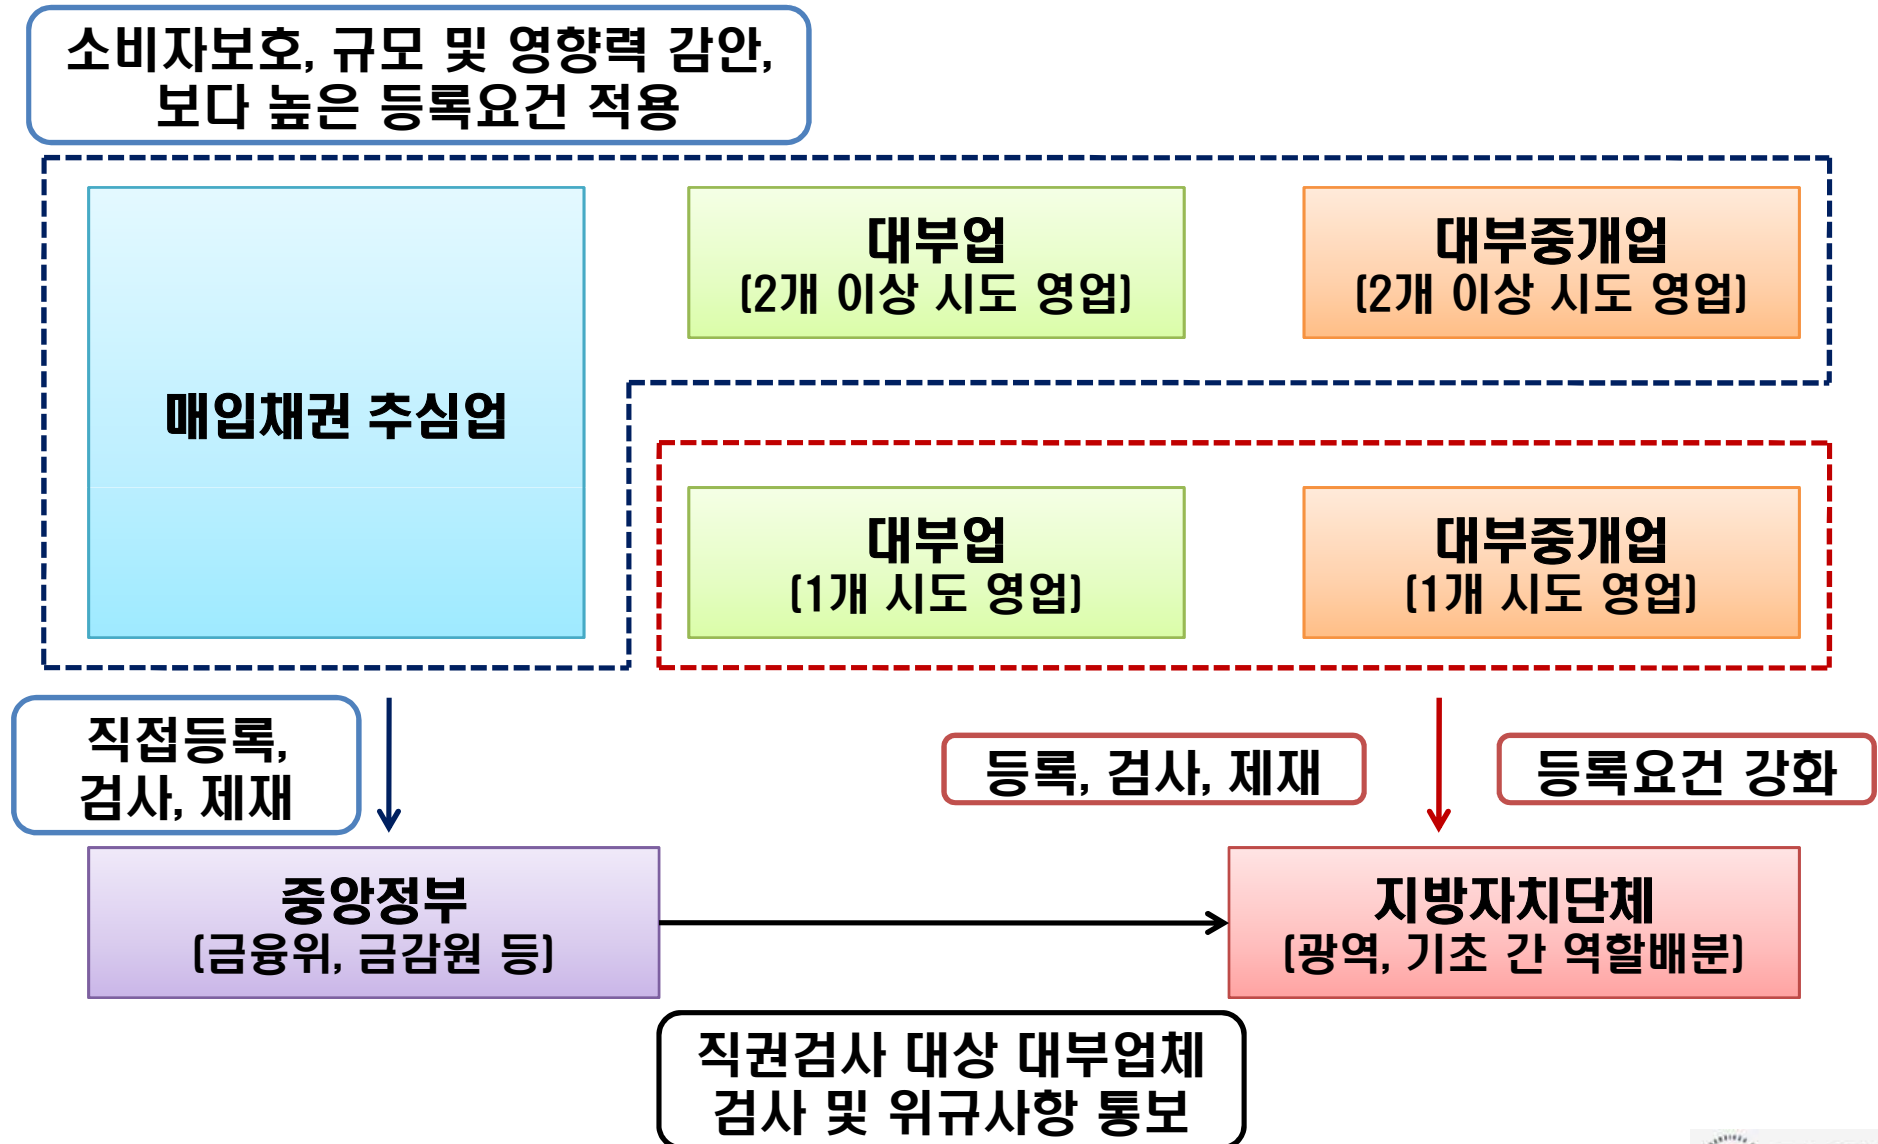 소비자보호, 규모 및 영향력 감안,
보다 높은 등록요건 적용
매입채권 추심업
대부업
(2개 이상 시도 영업)
대부중개업
(2개 이상 시도 영업)
대부업
(1개 시도 영업)
대부중개업
(1개 시도 영업)
직접등록,
검사, 제재
등록, 검사, 제재
등록요건 강화
중앙정부
(금융위, 금감원 등)
지방자치단체
(광역, 기초 간 역할배분)
직권검사 대상 대부업체
검사 및 위규사항 통보